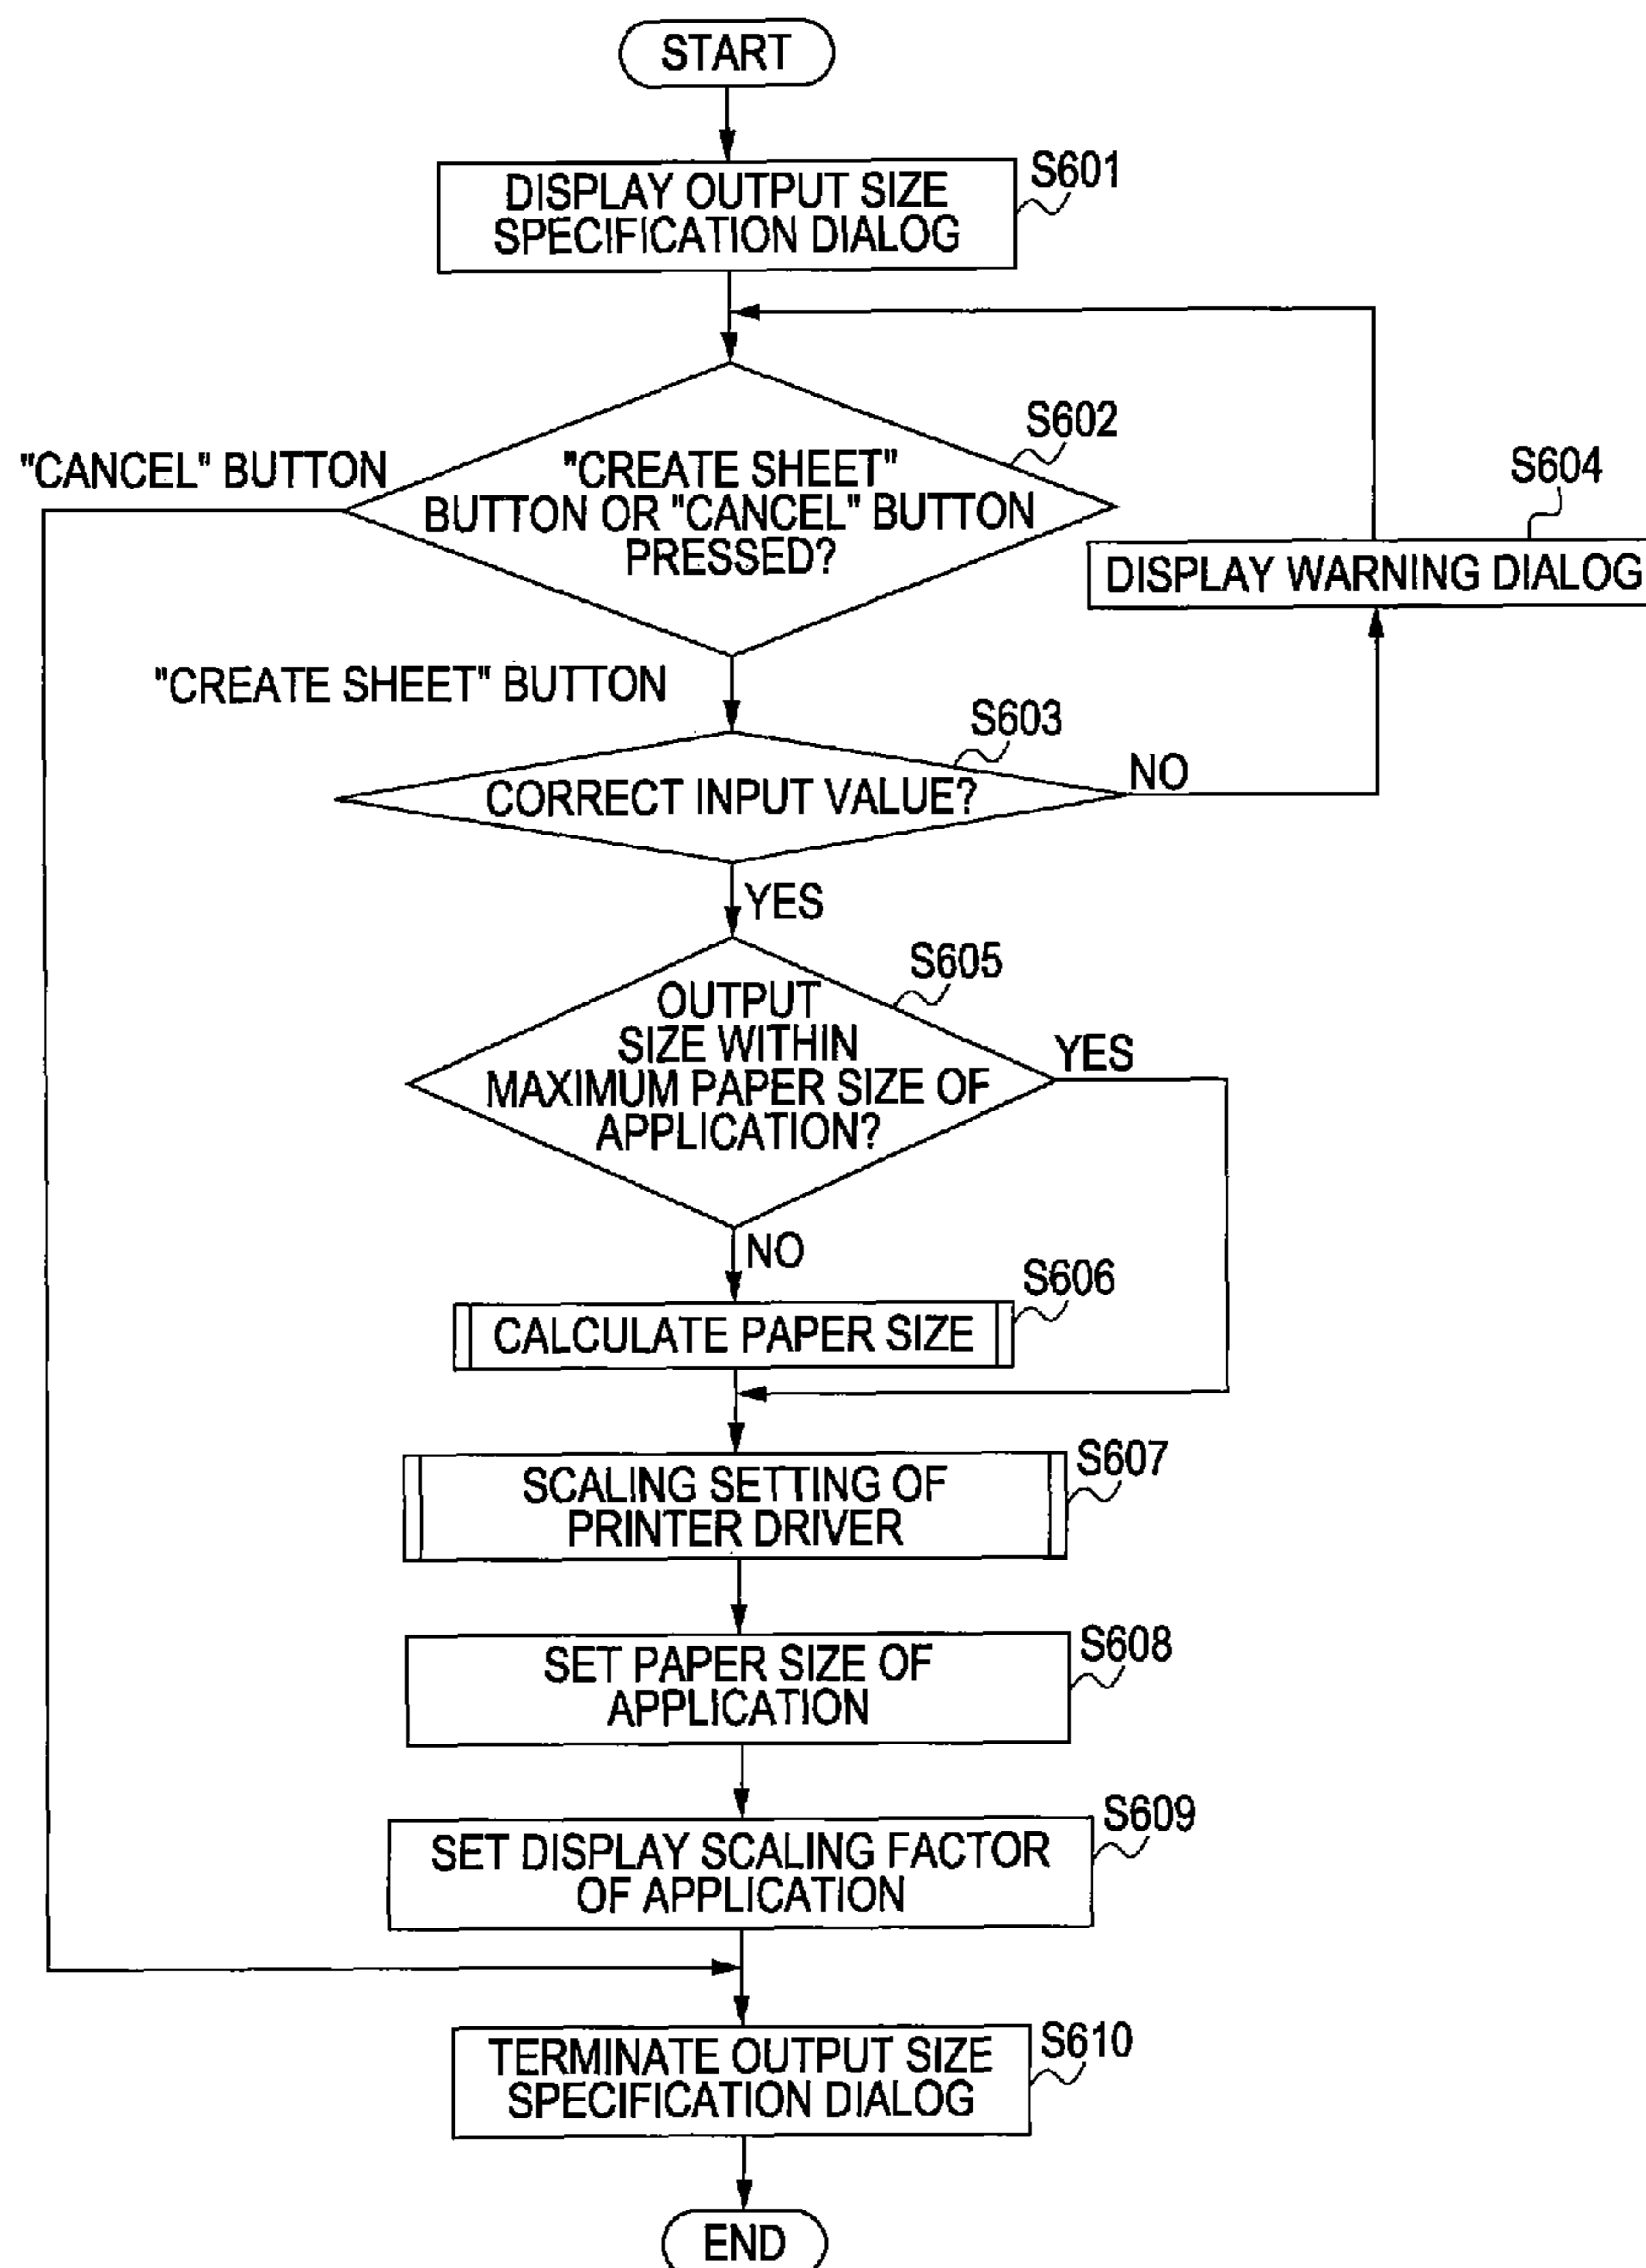 START
S601
DISPLAY OUTPUT SIZE
SPECIFICATION DIALOG
S602
"CANCEL" BUTTON
"CREATE SHEET"
BUTTON OR "CANCEL" BUTTON
PRESSED?
S604
DISPLAY WARNING DIALOG
"CREATE SHEET" BUTTON
S603
NO
CORRECT INPUT VALUE?
YES
S605
OUTPUT
SIZE WITHIN
MAXIMUM PAPER SIZE OF
APPLICATION?
YES
NO
S606
CALCULATE PAPER SIZE
S607
SCALING SETTING OF
PRINTER DRIVER
S608
SET PAPER SIZE OF
APPLICATION
S609
SET DISPLAY SCALING FACTOR
OF APPLICATION
S610
TERMINATE OUTPUT SIZE
SPECIFICATION DIALOG
END